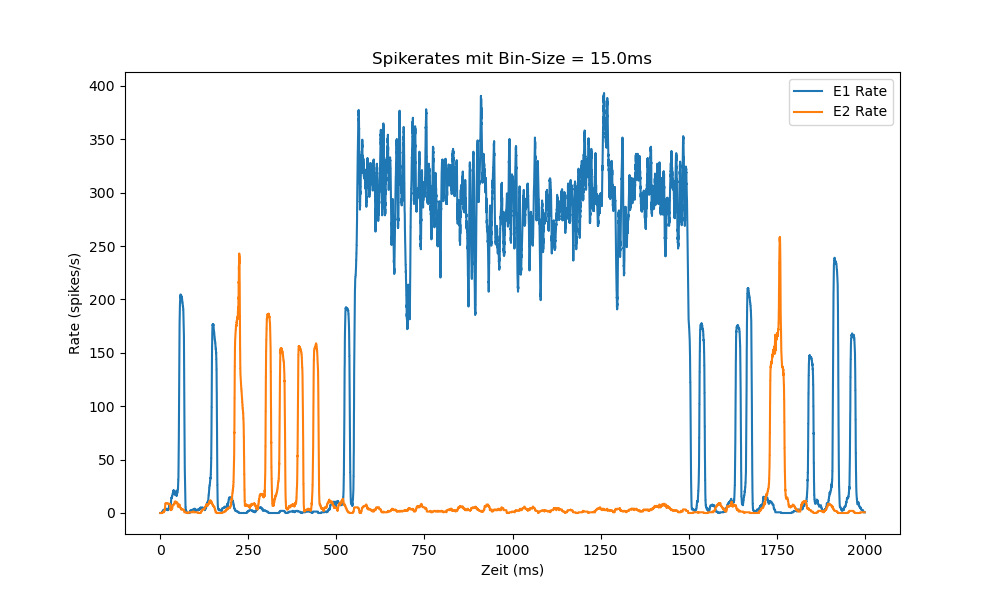 Spikerates mit Bin-Size = 15.0ms
E1 Rate
E2 Rate
Rate (spikes/s)
400
350
300
250
200
150
100
50
0
0 250 500 750 1000 1250 1500 1750 2000
Zeit (ms)